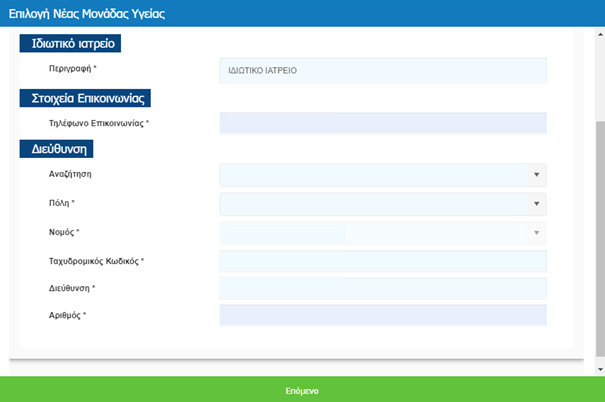 Επιλογή Νέας Μονάδας Υγείας
Ιδιωτικό ιατρείο
Περιγραφή *
ΙΔΙΩΤΙΚΟ ΙΑΤΡΕΙΟ
Στοιχεία Επικοινωνίας
Τηλέφωνο Επικοινωνίας *
Διεύθυνση
Αναζήτηση
Πόλη *
Νομός *
Ταχυδρομικός Κωδικός *
Διεύθυνση *
Αριθμός *
Επόμενο